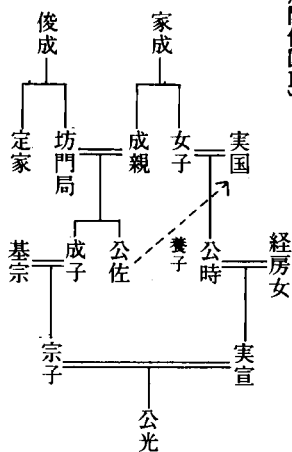 俊成
家成
定家
坊門局
成親
女子
実国
基宗
成子
公佐
養子
公時
経房女
宗子
実宣
公光